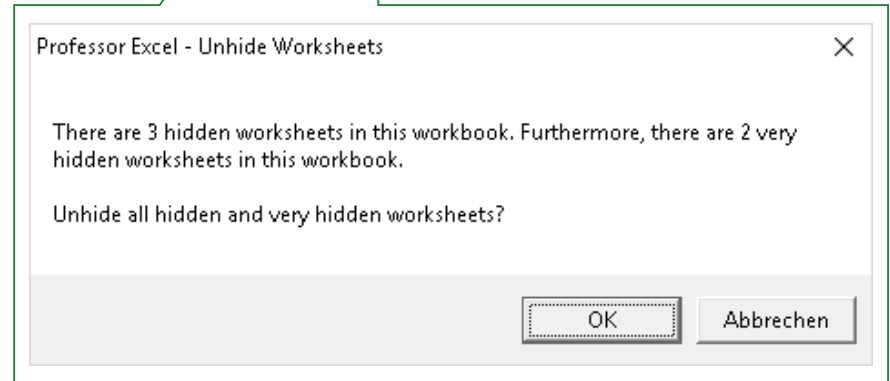 Professor Excel - Unhide Worksheets
There are 3 hidden worksheets in this workbook. Furthermore, there are 2 very
hidden worksheets in this workbook.
Unhide all hidden and very hidden worksheets?
OK Abbrechen